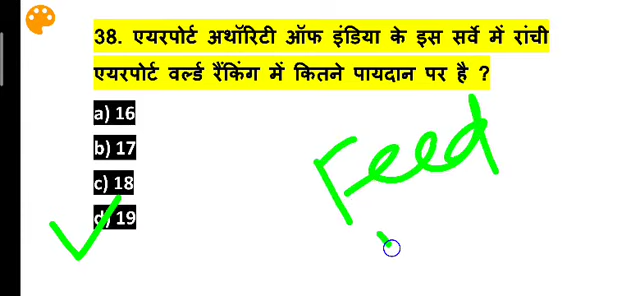 38. एयरपोर्ट अथॉरिटी ऑफ इंडिया के इस सर्वे में रांची
एयरपोर्ट वर्ल्ड रैंकिंग में कितने पायदान पर है ?
a) 16
b) 17
c) 18
d) 19
Feed